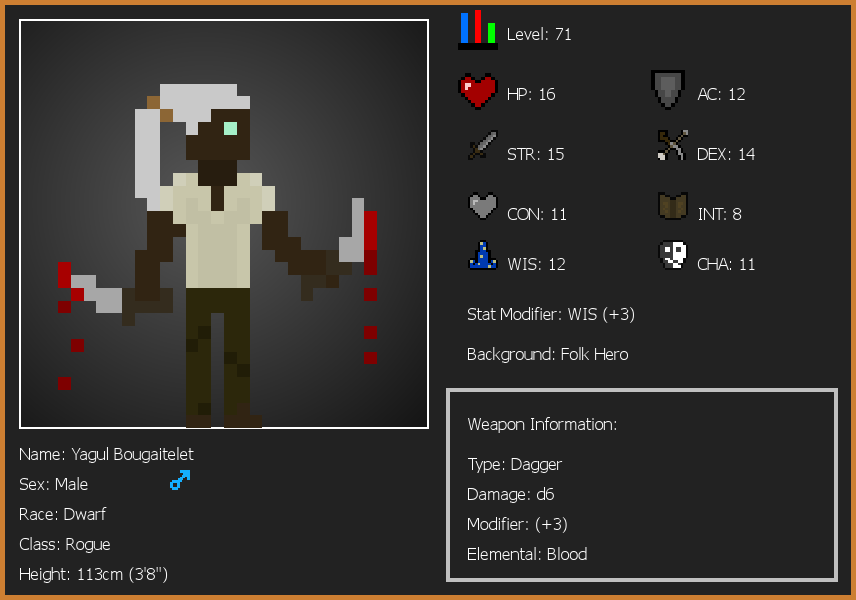 Level: 71
HP: 16
AC: 12
STR: 15
DEX: 14
CON: 11
INT: 8
WIS: 12
CHA: 11
Stat Modifier: WIS (+3)
Background: Folk Hero
Weapon Information:
Type: Dagger
Damage: d6
Modifier: (+3)
Elemental: Blood
Name: Yagul Bougaitelet
Sex: Male
Race: Dwarf
Class: Rogue
Height: 113cm (3'8")